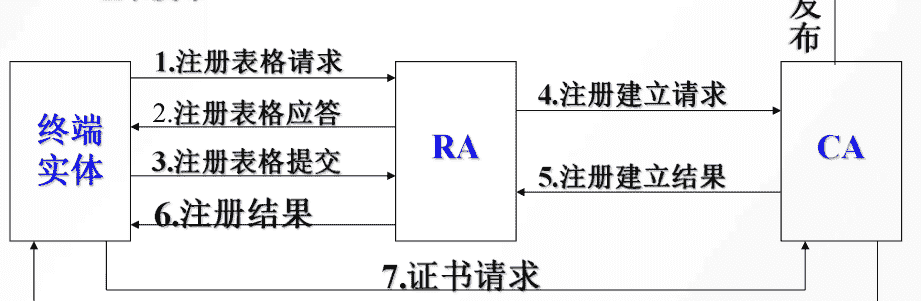 发
布
1.注册表格请求
2.注册表格应答
3.注册表格提交
6.注册结果
终端
实体
RA
4.注册建立请求
5.注册建立结果
CA
7.证书请求